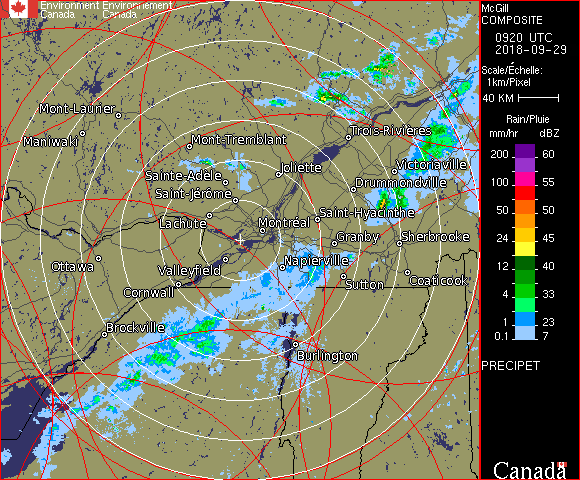 Environment Environnement
Canada Canada
McGill
COMPOSITE
0920 UTC
2018-09-29
Scale/Échelle:
1km/Pixel
40 KM
Rain/Pluie
mm/hr dBZ
200 60
100 55
50 50
24 45
12 40
4 33
1 23
0.1 7
PRECIPET
Canada
Mont-Laurier
Maniwaki
Mont-Tremblant
Trois-Rivières
Sainte-Adèle
Joliette
Victoriaville
Saint-Jérôme
Drummondville
Lachute
Montréal
Saint-Hyacinthe
Granby
Sherbrooke
Ottawa
Valleyfield
Napierville
Sutton
Coaticook
Cornwall
Brockville
Burlington